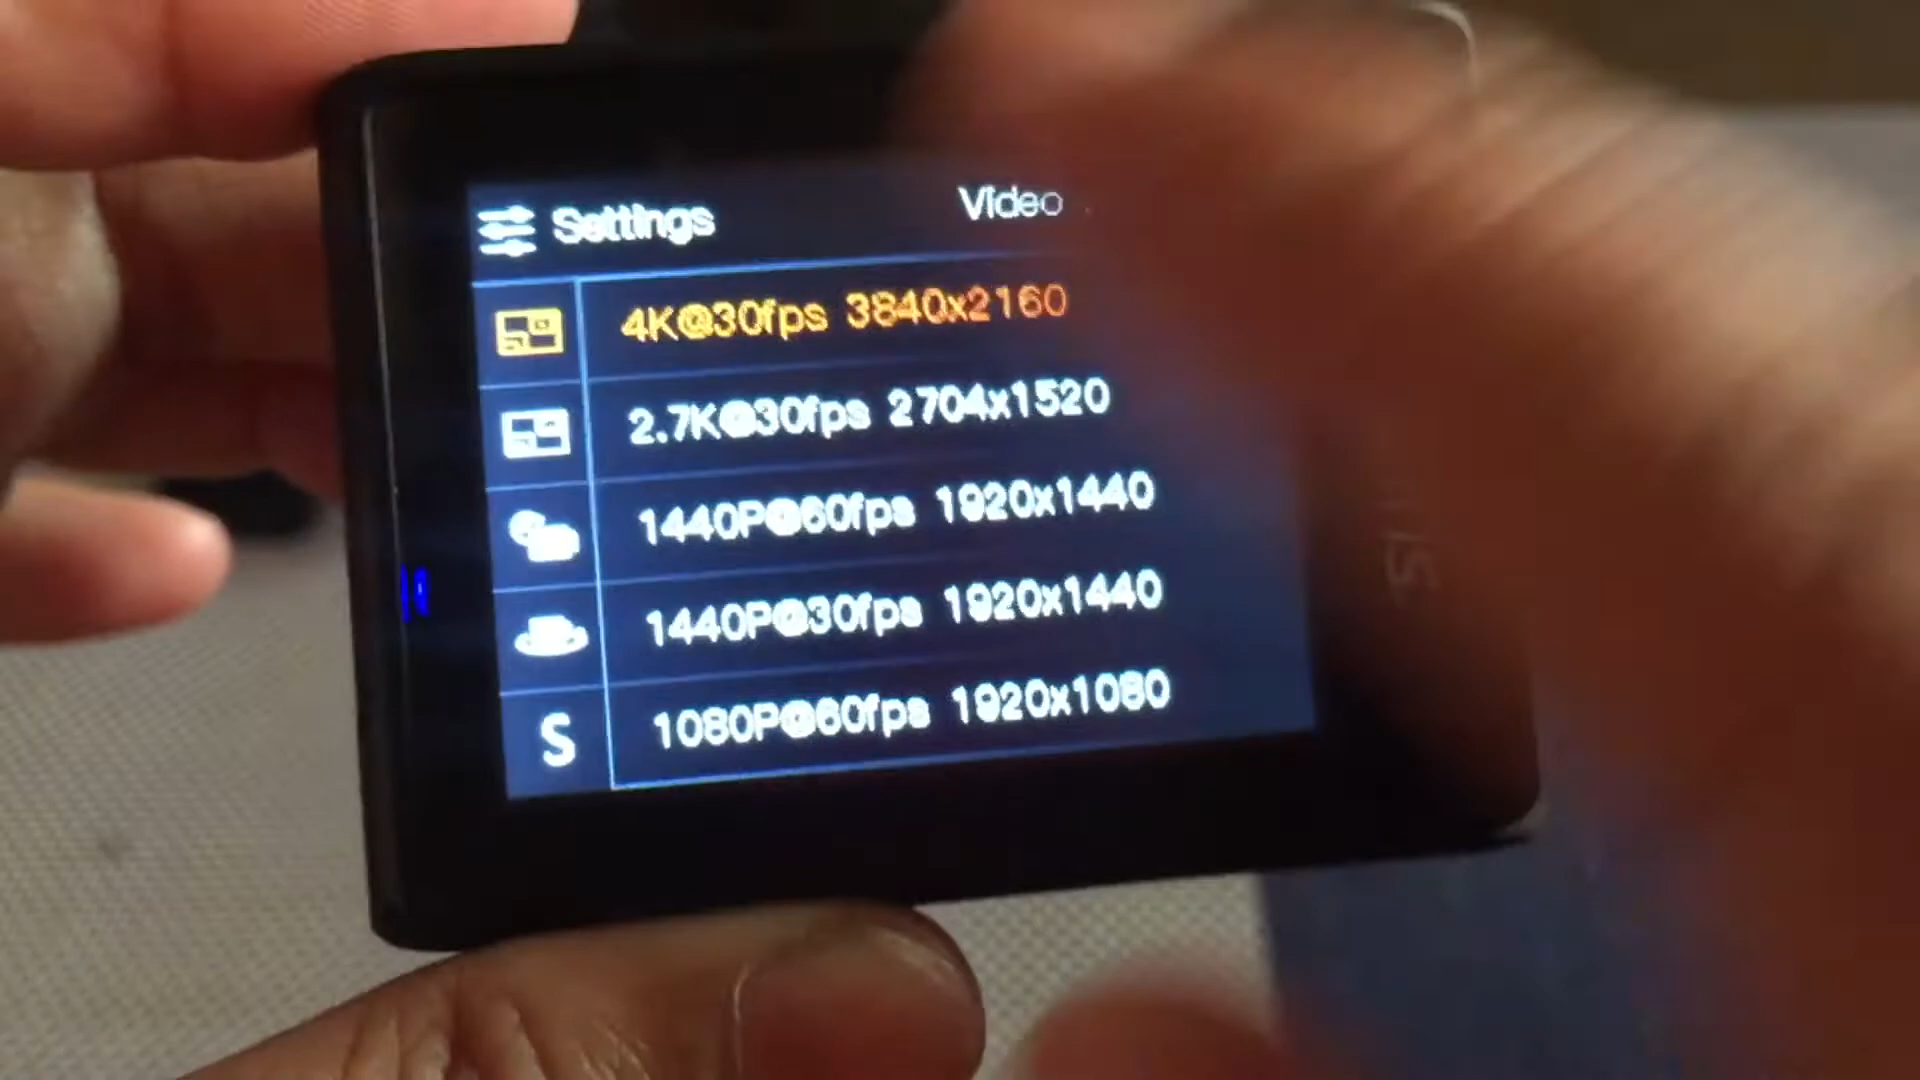 Settings Video
4K@30fps 3840x2160
2.7K@30fps 2704x1520
1440P@60fps 1920x1440
1440P@30fps 1920x1440
S 1080P@60fps 1920x1080